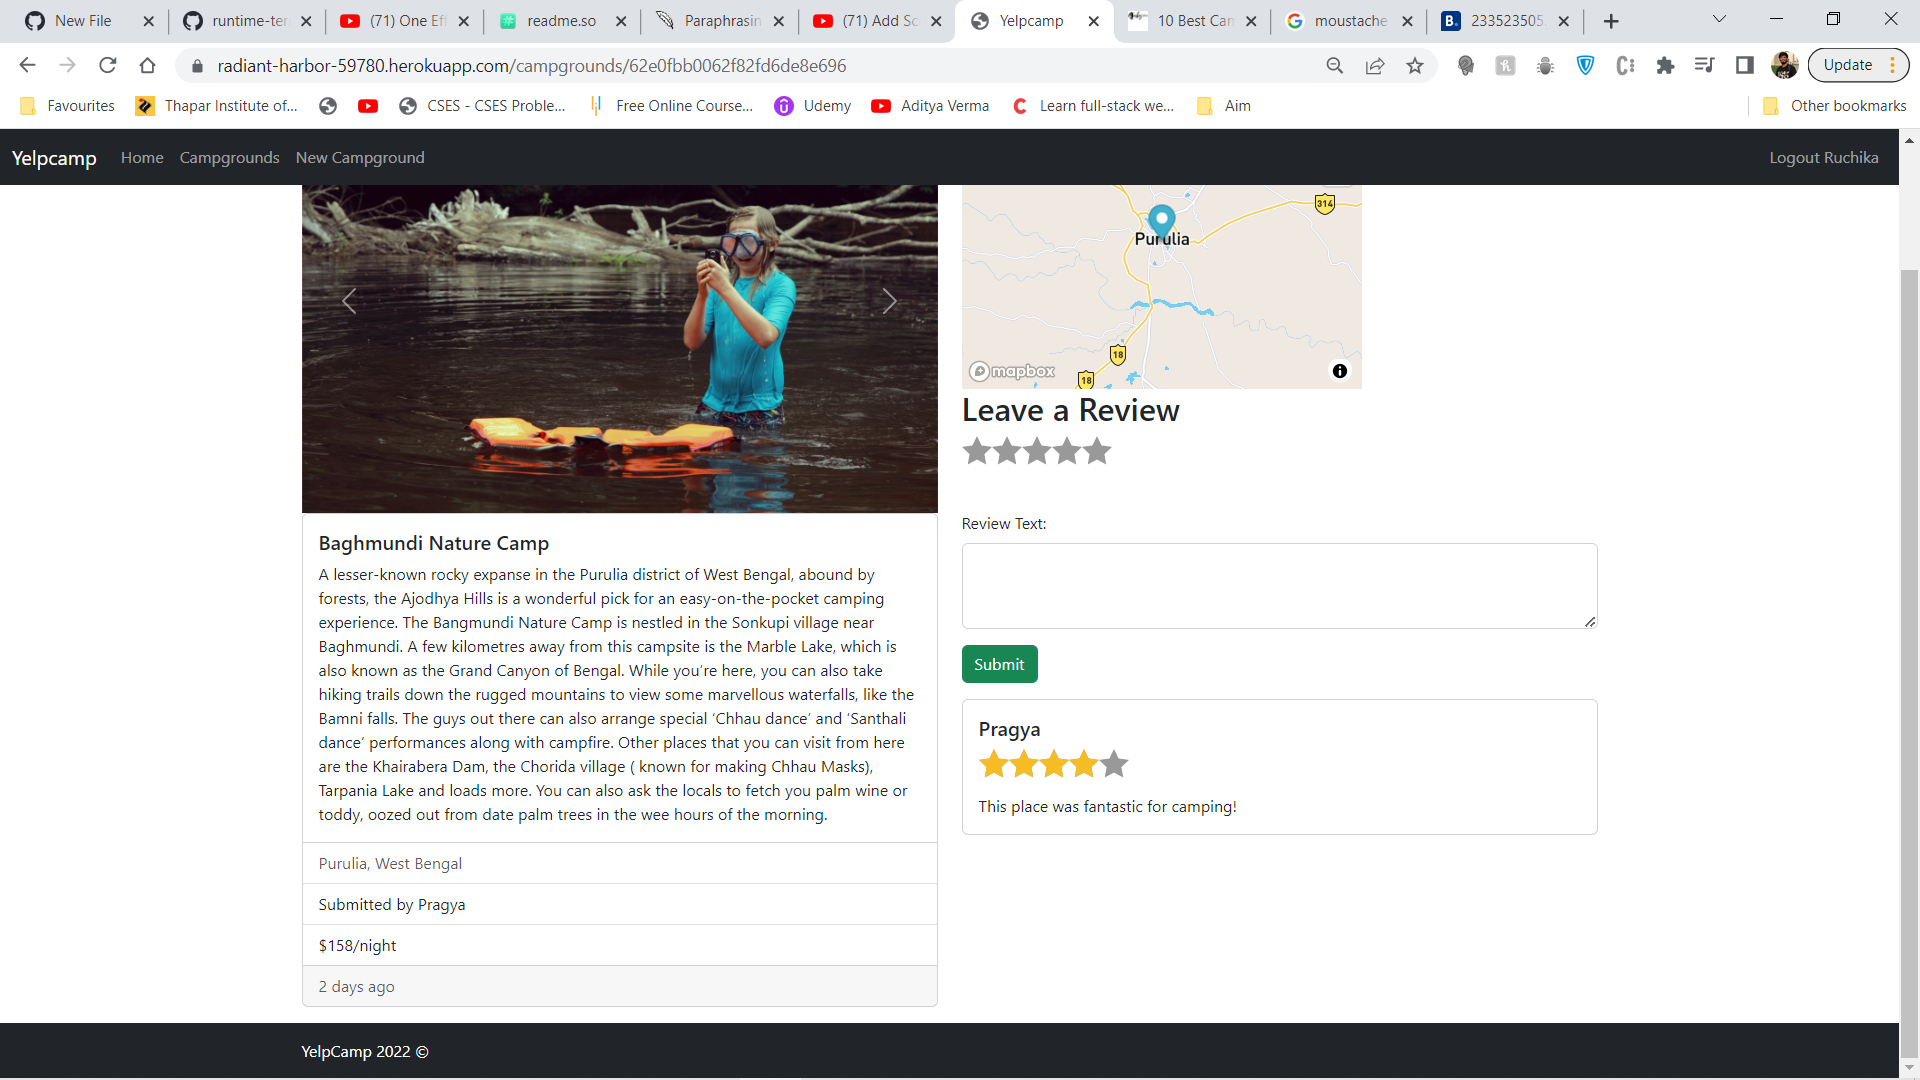 New File
runtime-ter
(71) One Eff
readme.so
Paraphrasin
(71) Add Sc
Yelpcamp
10 Best Can
moustache
233523505.
radiant-harbor-59780.herokuapp.com/campgrounds/62e0fbb0062f82fd6de8e696
Update
Favourites
Thapar Institute of...
CSES - CSES Proble...
Free Online Course...
Udemy
Aditya Verma
Learn full-stack we...
Aim
Other bookmarks
Yelpcamp
Home
Campgrounds
New Campground
Logout Ruchika
314
Purulia
18
18
mapbox
Leave a Review
Review Text:
Submit
Pragya
This place was fantastic for camping!
Baghmundi Nature Camp
A lesser-known rocky expanse in the Purulia district of West Bengal, abound by
forests, the Ajodhya Hills is a wonderful pick for an easy-on-the-pocket camping
experience. The Bangmundi Nature Camp is nestled in the Sonkupi village near
Baghmundi. A few kilometres away from this campsite is the Marble Lake, which is
also known as the Grand Canyon of Bengal. While you’re here, you can also take
hiking trails down the rugged mountains to view some marvellous waterfalls, like the
Bamni falls. The guys out there can also arrange special ‘Chhau dance’ and ‘Santhali
dance’ performances along with campfire. Other places that you can visit from here
are the Khairabera Dam, the Chorida village ( known for making Chhau Masks),
Tarpania Lake and loads more. You can also ask the locals to fetch you palm wine or
toddy, oozed out from date palm trees in the wee hours of the morning.
Purulia, West Bengal
Submitted by Pragya
$158/night
2 days ago
YelpCamp 2022 ©